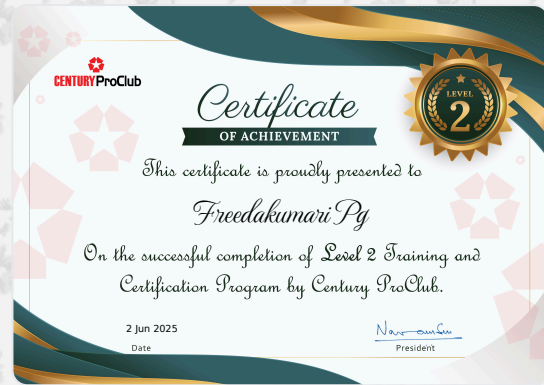 CENTURY ProClub
LEVEL
2
Certificate
OF ACHIEVEMENT
This certificate is proudly presented to
Freedakumari Pg
On the successful completion of Level 2 Training and
Certification Program by Century ProClub.
2 Jun 2025
Date
President